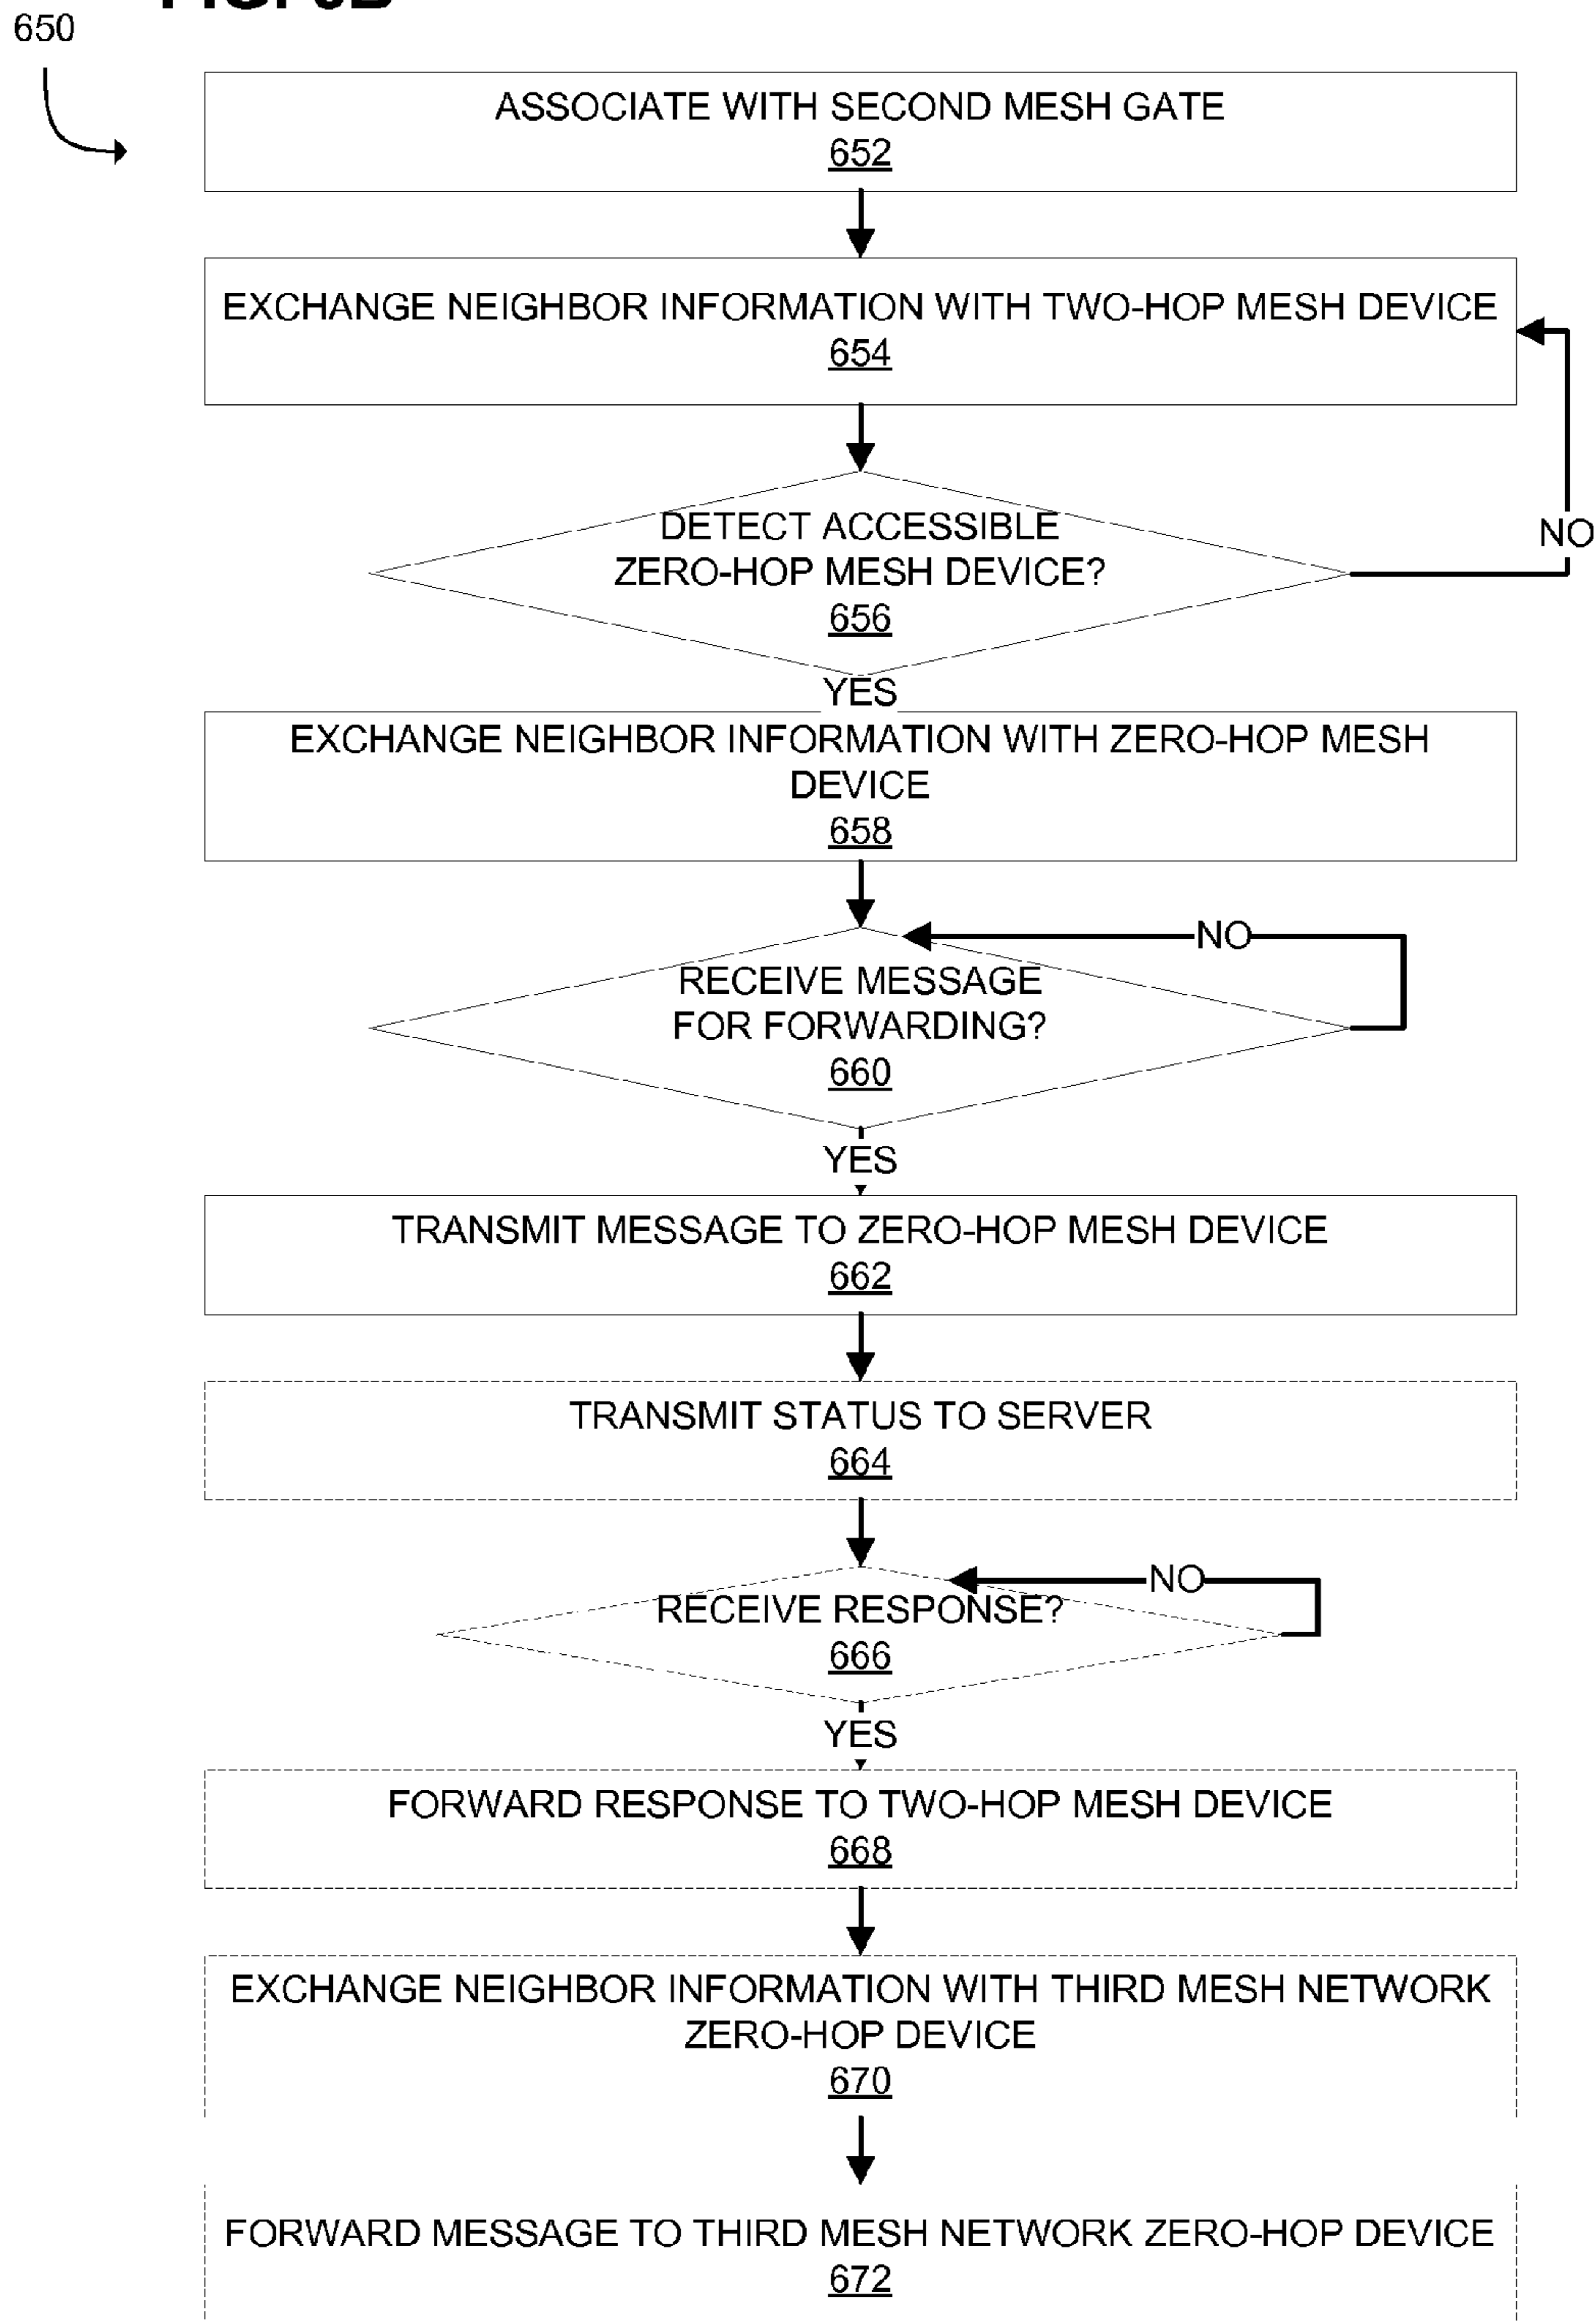 650
ASSOCIATE WITH SECOND MESH GATE
652
EXCHANGE NEIGHBOR INFORMATION WITH TWO-HOP MESH DEVICE
654
DETECT ACCESSIBLE
ZERO-HOP MESH DEVICE?
656
NO
YES
EXCHANGE NEIGHBOR INFORMATION WITH ZERO-HOP MESH
DEVICE
658
NO
RECEIVE MESSAGE
FOR FORWARDING?
660
YES
TRANSMIT MESSAGE TO ZERO-HOP MESH DEVICE
662
TRANSMIT STATUS TO SERVER
664
NO
RECEIVE RESPONSE?
666
YES
FORWARD RESPONSE TO TWO-HOP MESH DEVICE
668
EXCHANGE NEIGHBOR INFORMATION WITH THIRD MESH NETWORK
ZERO-HOP DEVICE
670
FORWARD MESSAGE TO THIRD MESH NETWORK ZERO-HOP DEVICE
672